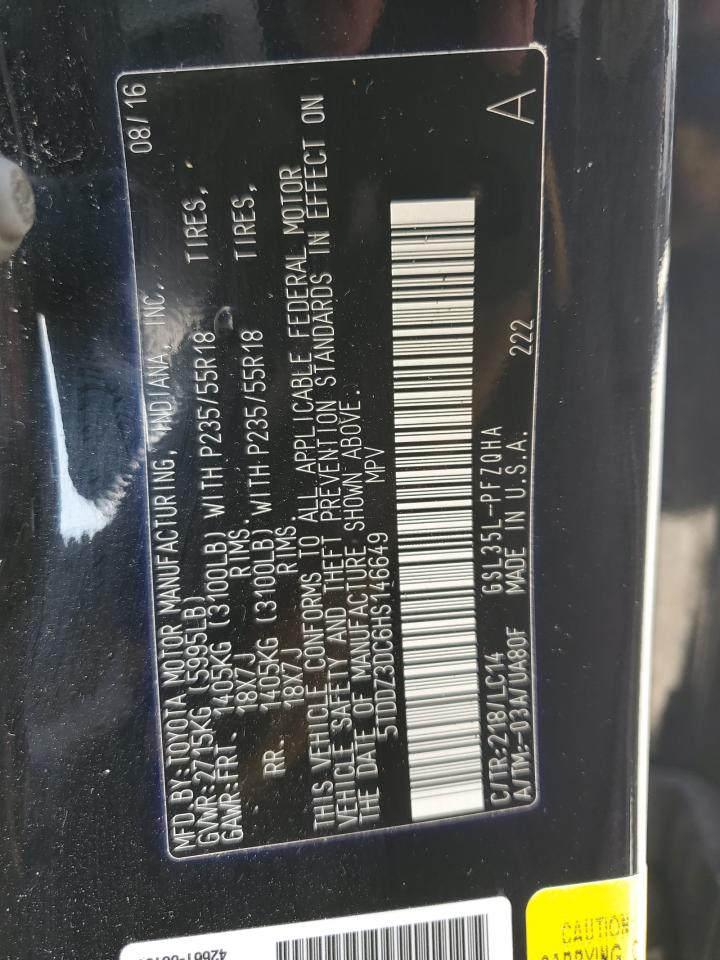 MFD BY:TOYOTA MOTOR MANUFACTURING, INDIANA, INC. 08/16
GVWR:2715KG (5995LB)
GAWR:FRT. 1405KG (3100LB) WITH P235/55R18 TIRES,
18X7J RIMS.
RR. 1405KG (3100LB) WITH P235/55R18 TIRES,
18X7J RIMS.
THIS VEHICLE CONFORMS TO ALL APPLICABLE FEDERAL MOTOR
VEHICLE SAFETY AND THEFT PREVENTION STANDARDS IN EFFECT ON
THE DATE OF MANUFACTURE SHOWN ABOVE.
5TDDZ3DC6HS146649 MPV
C/TR:218/LC14 GSL35L-PFZQHA
A/TM:-03A/UA80F MADE IN U.S.A. 222 A
CAUTION
CARRYING